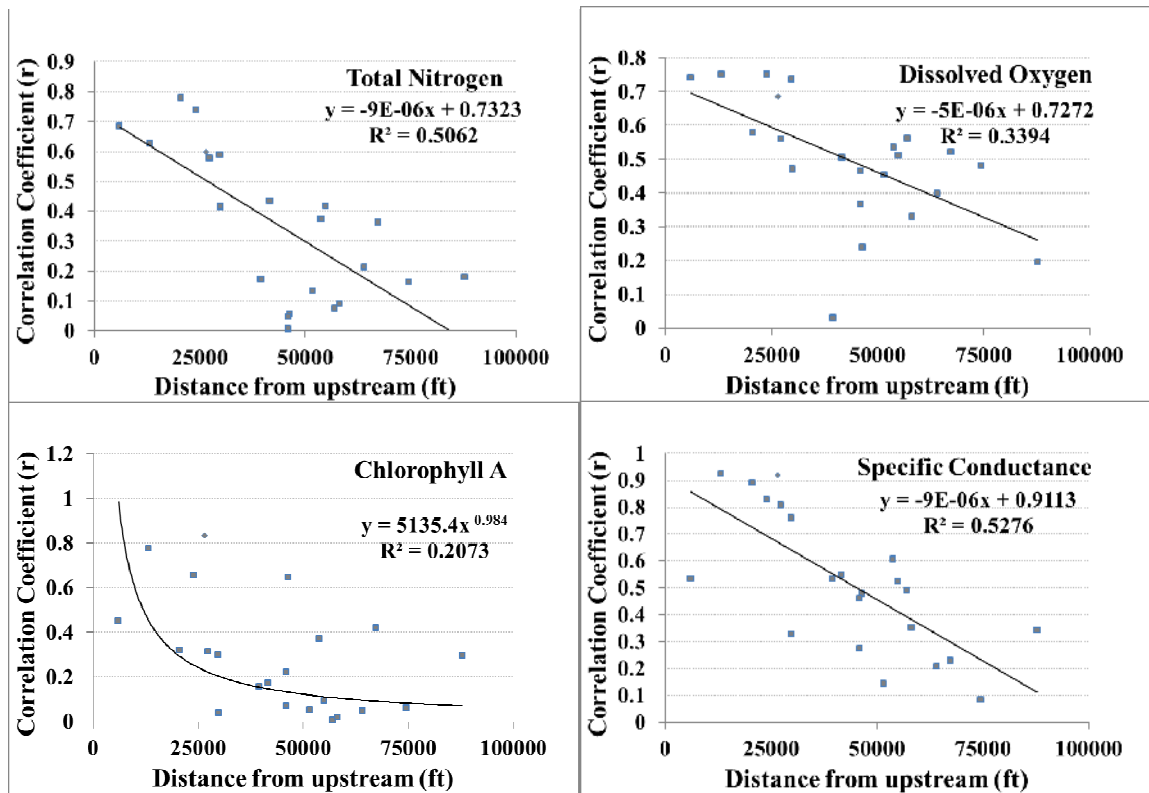 Total Nitrogen
y = -9E-06x + 0.7323
R² = 0.5062
Correlation Coefficient (r)
0.9
0.8
0.7
0.6
0.5
0.4
0.3
0.2
0.1
0
0 25000 50000 75000 100000
Distance from upstream (ft)
Dissolved Oxygen
y = -5E-06x + 0.7272
R² = 0.3394
Correlation Coefficient (r)
0.8
0.7
0.6
0.5
0.4
0.3
0.2
0.1
0
0 25000 50000 75000 100000
Distance from upstream (ft)
Chlorophyll A
y = 5135.4x 0.984
R² = 0.2073
Correlation Coefficient (r)
1.2
1
0.8
0.6
0.4
0.2
0
0 25000 50000 75000 100000
Distance from upstream (ft)
Specific Conductance
y = -9E-06x + 0.9113
R² = 0.5276
Correlation Coefficient (r)
1
0.9
0.8
0.7
0.6
0.5
0.4
0.3
0.2
0.1
0
0 25000 50000 75000 100000
Distance from upstream (ft)